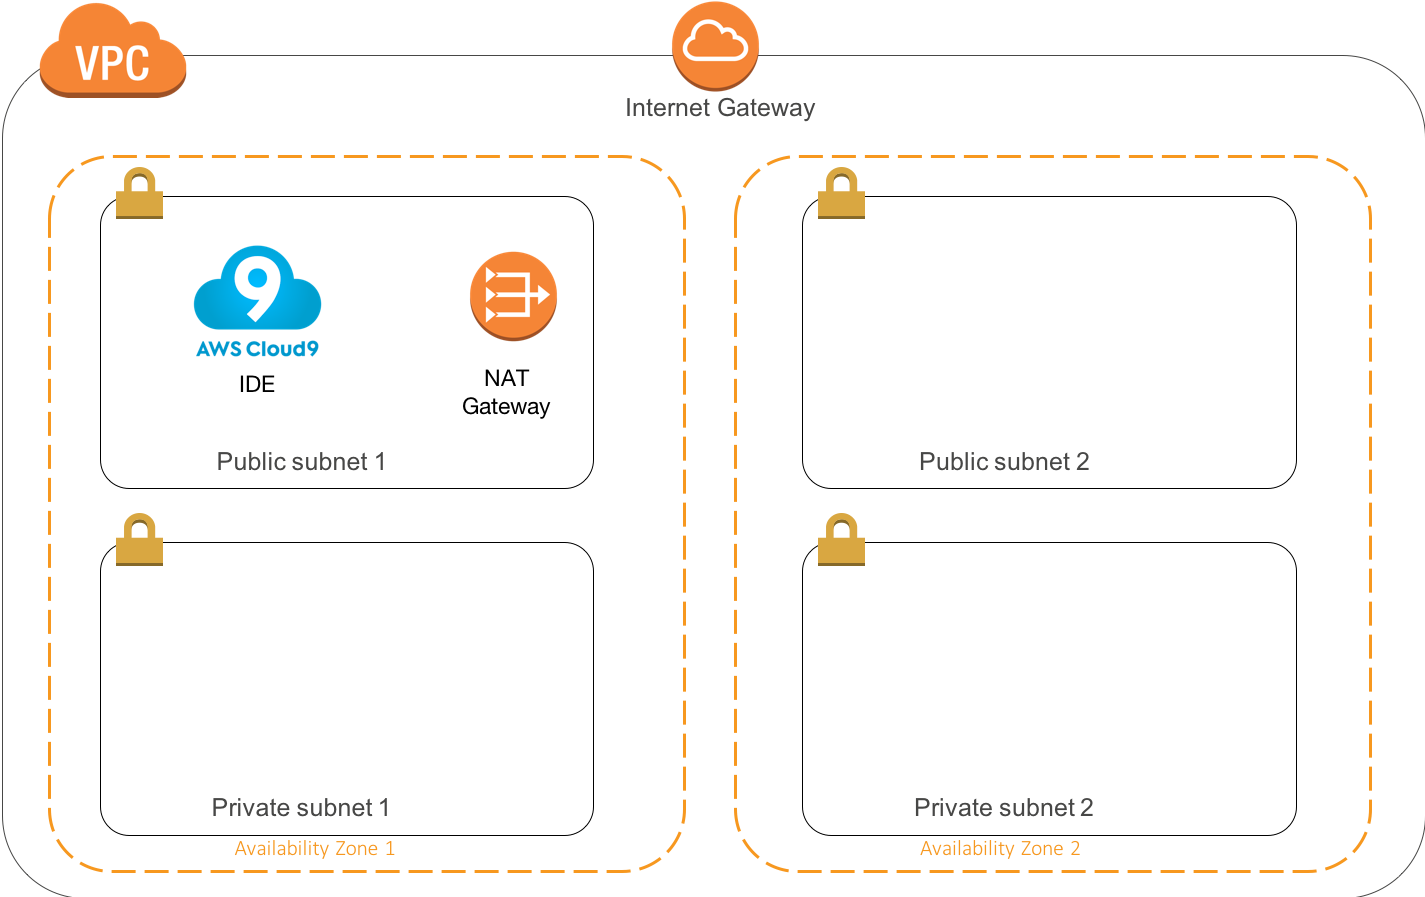 VPC
Internet Gateway
9
AWS Cloud9
IDE
NAT
Gateway
Public subnet 1
Public subnet 2
Private subnet 1
Private subnet 2
Availability Zone 1
Availability Zone 2